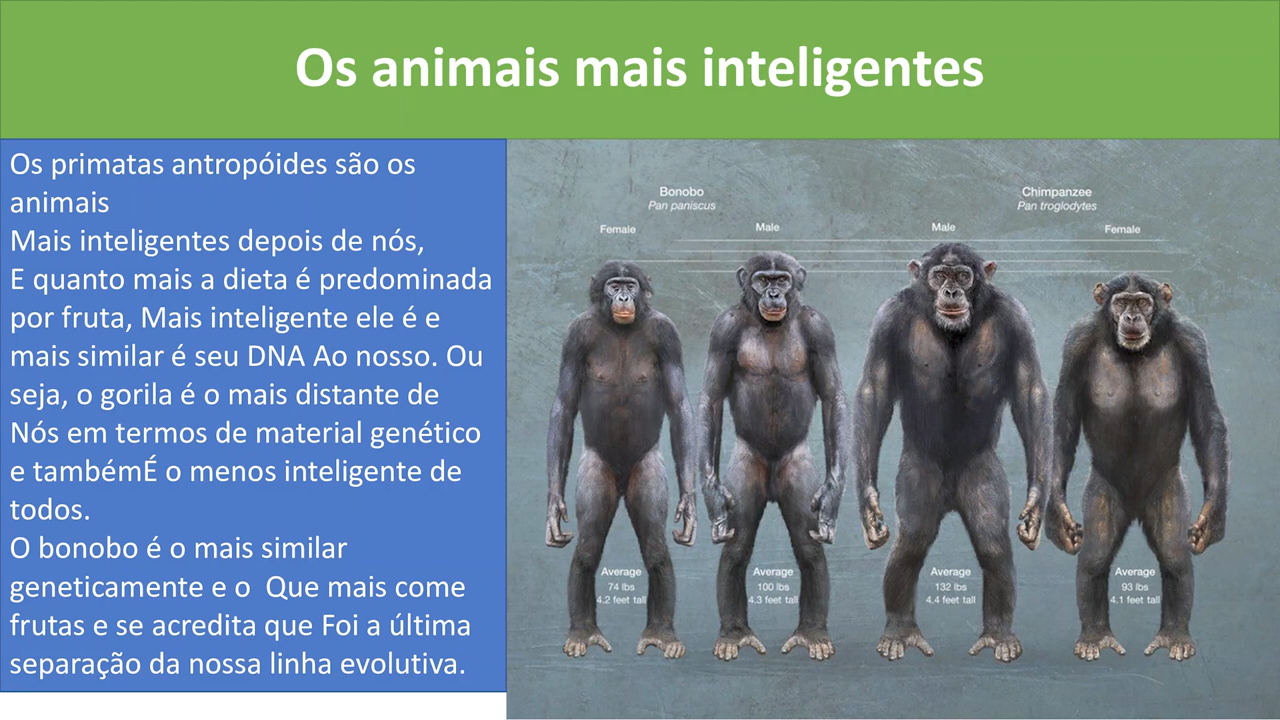 Os animais mais inteligentes
Os primatas antropóides são os
animais
Mais inteligentes depois de nós,
E quanto mais a dieta é predominada
por fruta, Mais inteligente ele é e
mais similar é seu DNA Ao nosso. Ou
seja, o gorila é o mais distante de
Nós em termos de material genético
e tambémÉ o menos inteligente de
todos.
O bonobo é o mais similar
geneticamente e o  Que mais come
frutas e se acredita que Foi a última
separação da nossa linha evolutiva.
Bonobo
Pan paniscus
Chimpanzee
Pan troglodytes
Female
Male
Male
Female
Average
74 lbs
4.2 feet tall
Average
100 lbs
4.3 feet tall
Average
132 lbs
4.4 feet tall
Average
93 lbs
4.1 feet tall